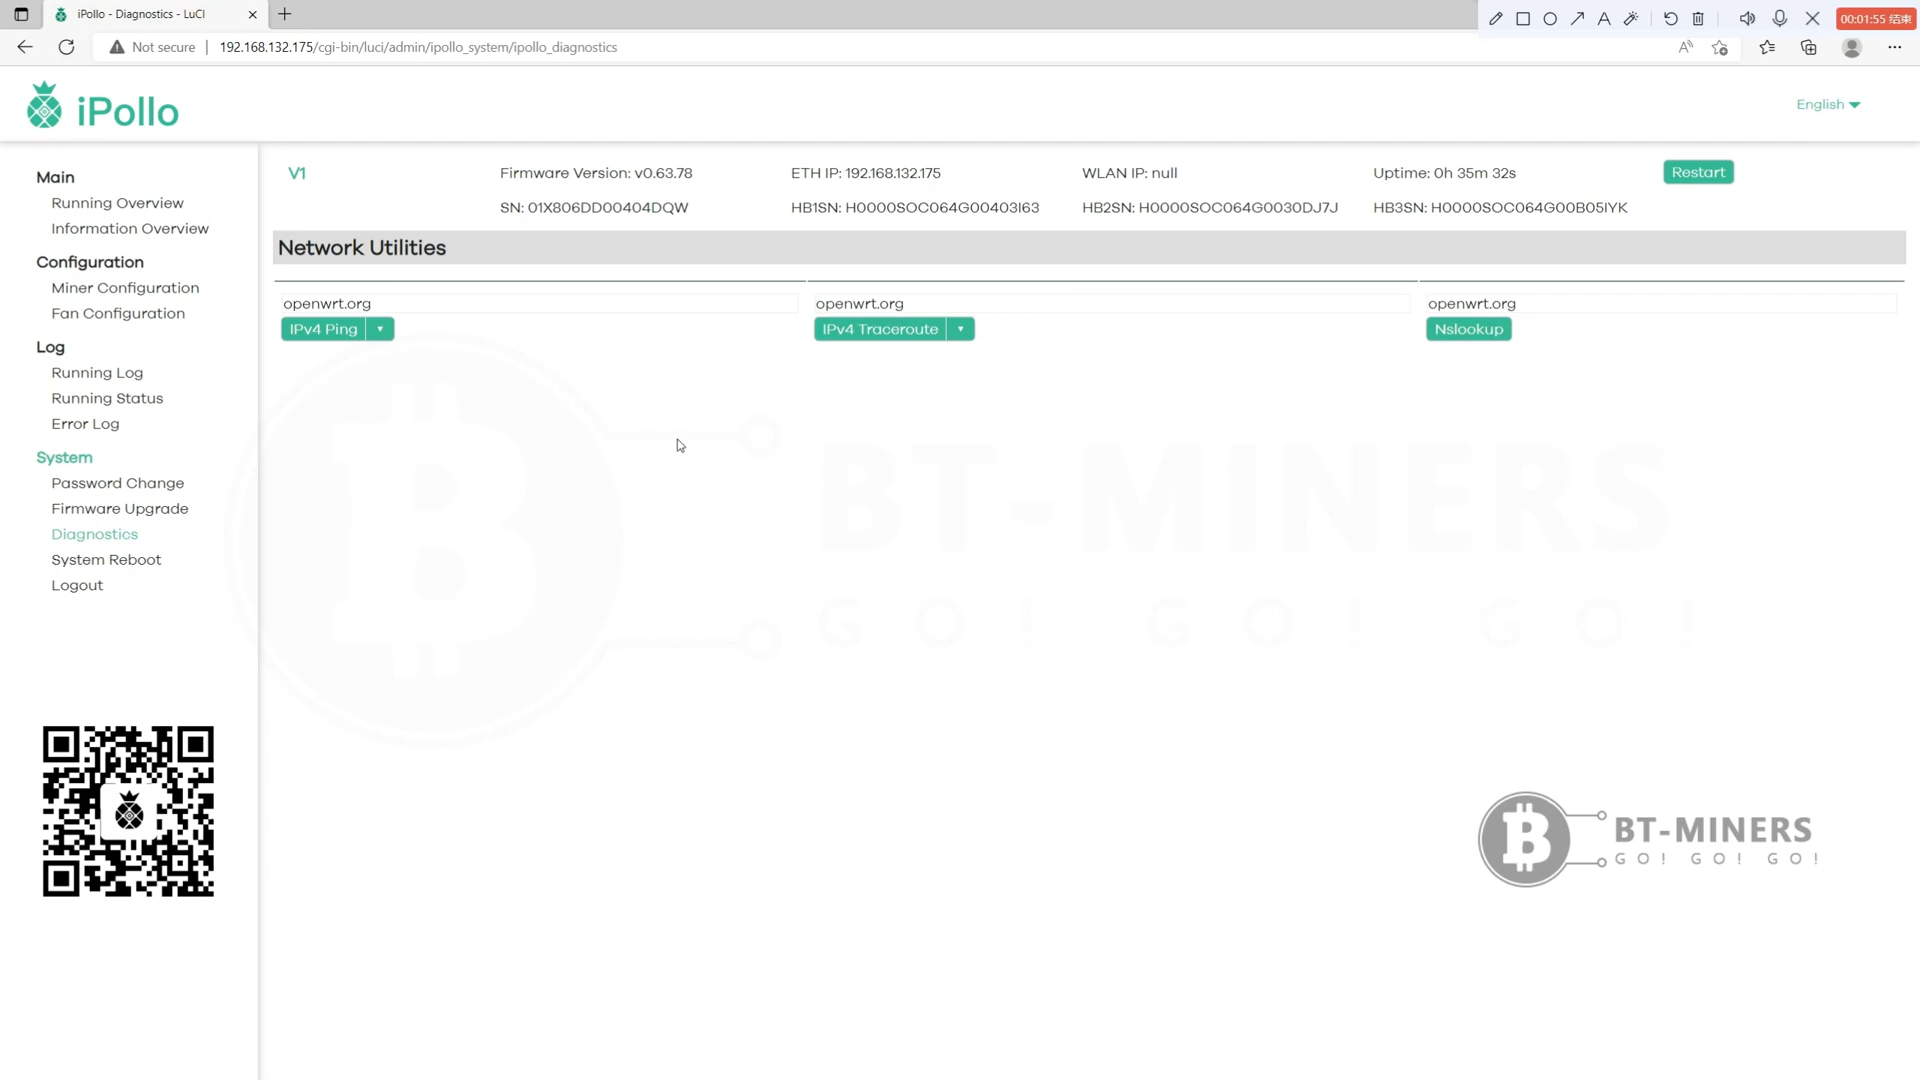 iPollo - Diagnostics - LuCI
00:01:55 结束
Not secure
192.168.132.175/cgi-bin/luci/admin/ipollo_system/ipollo_diagnostics
iPollo
English
Main
Running Overview
Information Overview
Configuration
Miner Configuration
Fan Configuration
Log
Running Log
Running Status
Error Log
System
Password Change
Firmware Upgrade
Diagnostics
System Reboot
Logout
V1
Firmware Version: v0.63.78
ETH IP: 192.168.132.175
WLAN IP: null
Uptime: 0h 35m 32s
Restart
SN: 01X806DD00404DQW
HB1SN: H0000SOC064G00403I63
HB2SN: H0000SOC064G0030DJ7J
HB3SN: H0000SOC064G00B05IYK
Network Utilities
openwrt.org
openwrt.org
openwrt.org
IPv4 Ping
IPv4 Traceroute
Nslookup
BT-MINERS
GO! GO! GO!
BT-MINERS
GO! GO! GO!